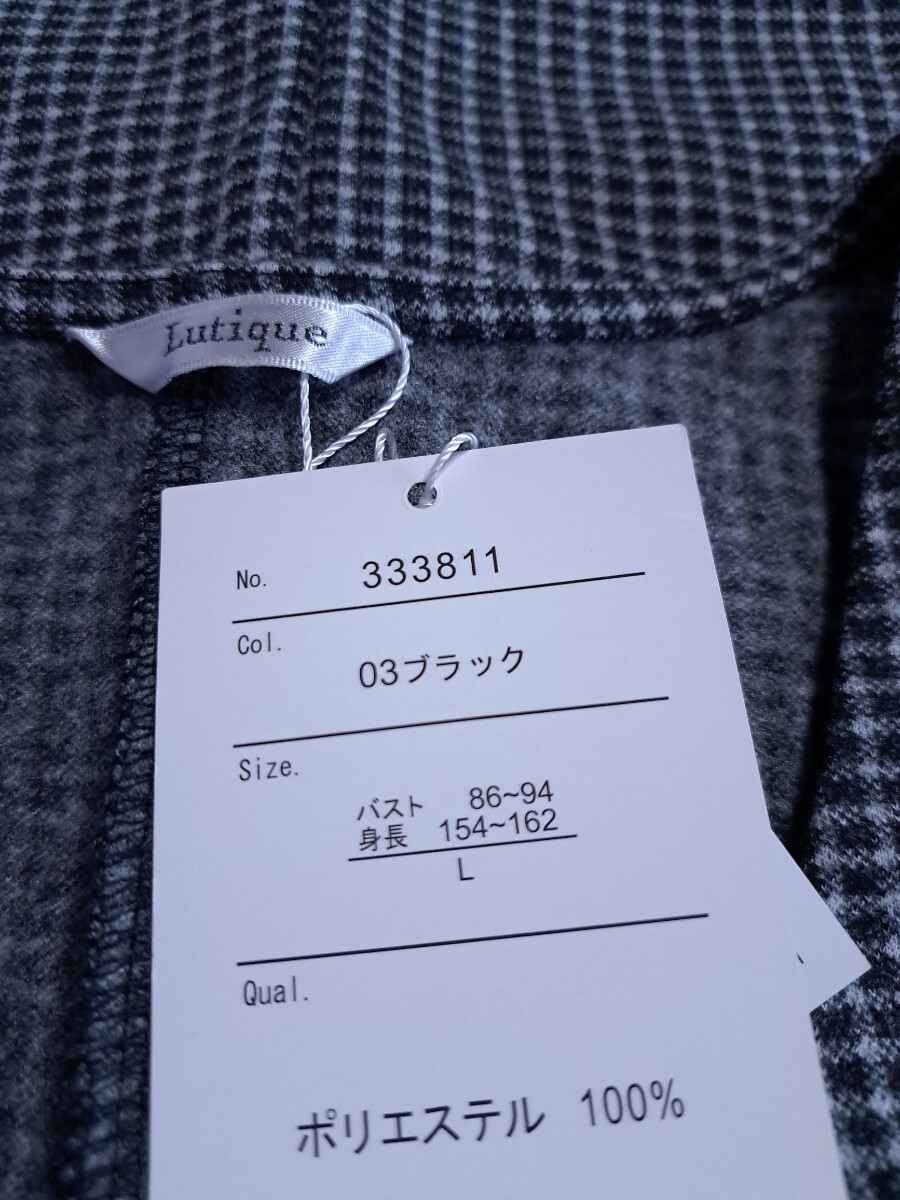 Lutique
No. 333811
Col.
03ブラック
Size.
バスト 86~94
身長 154~162
L
Qual.
ポリエステル 100%